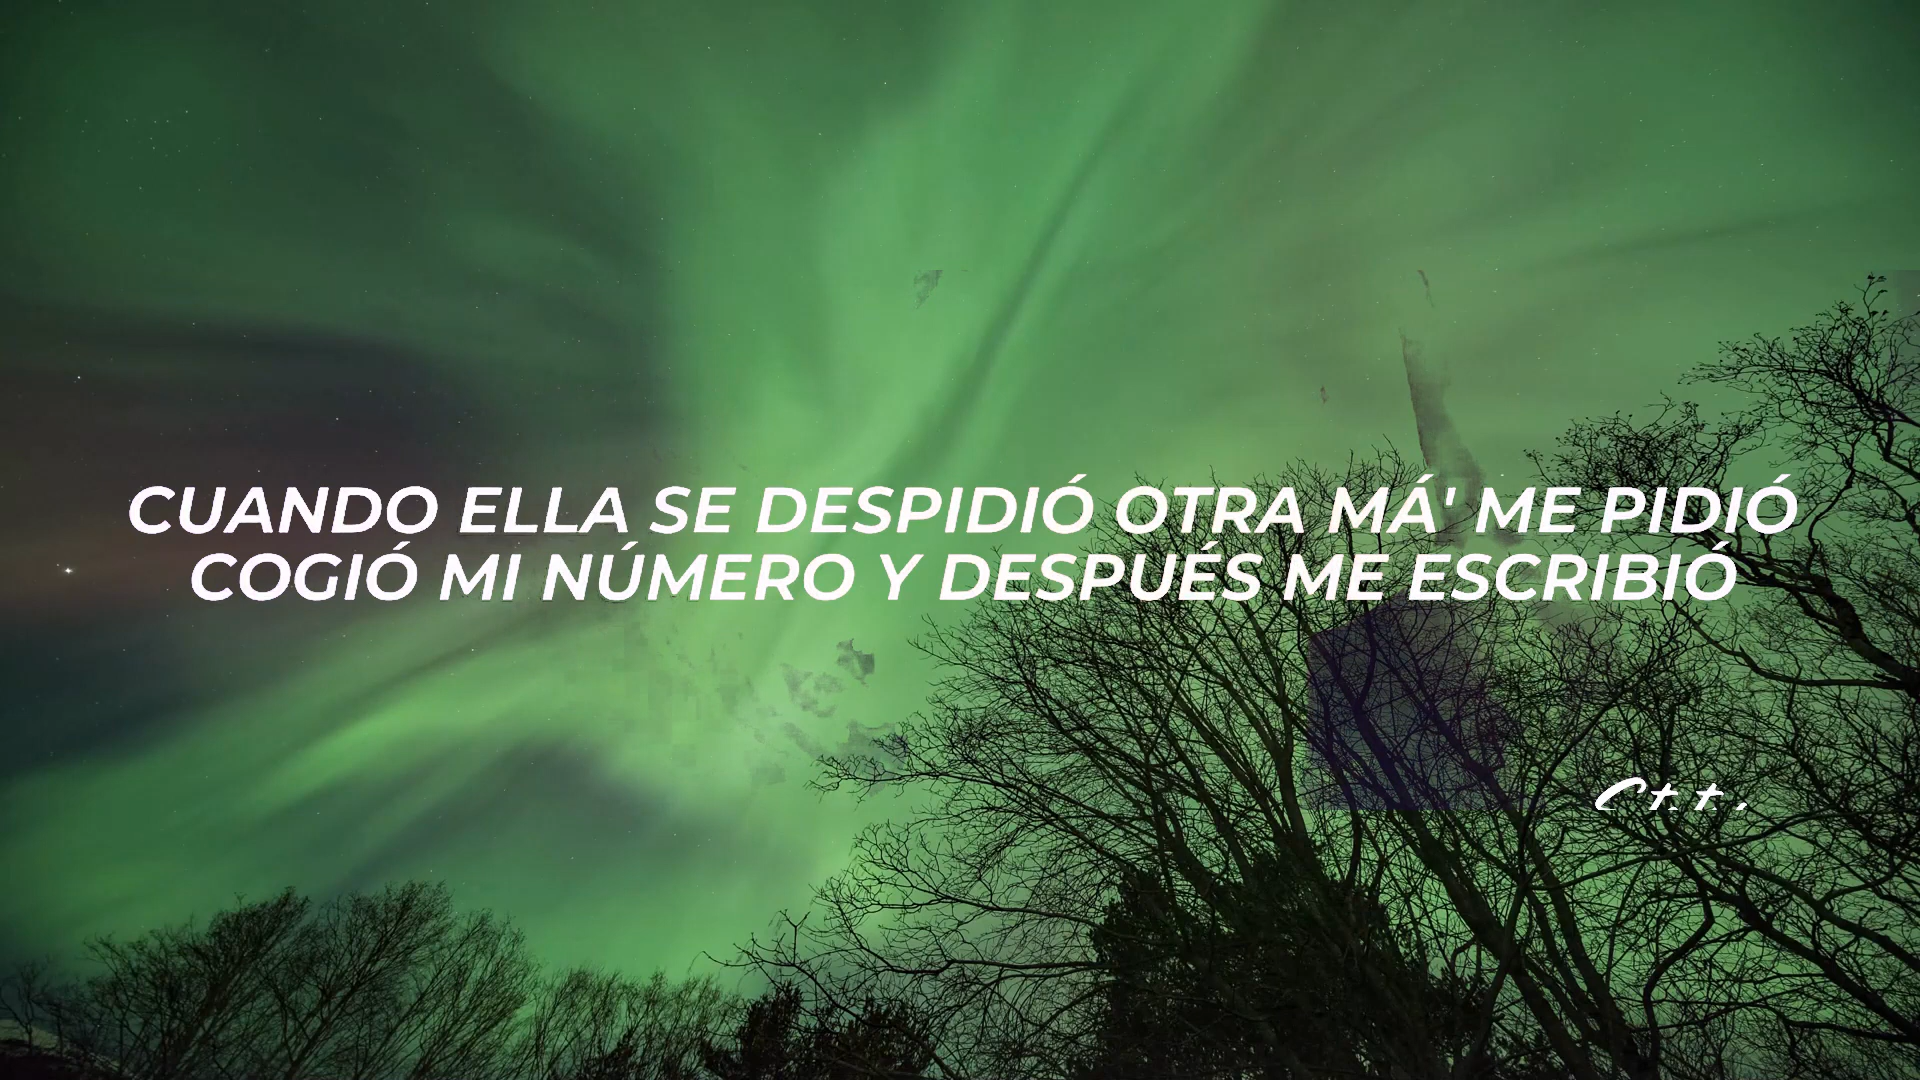 CUANDO ELLA SE DESPIDIÓ OTRA MÁ' ME PIDIÓ
COGIÓ MI NÚMERO Y DESPUÉS ME ESCRIBIÓ